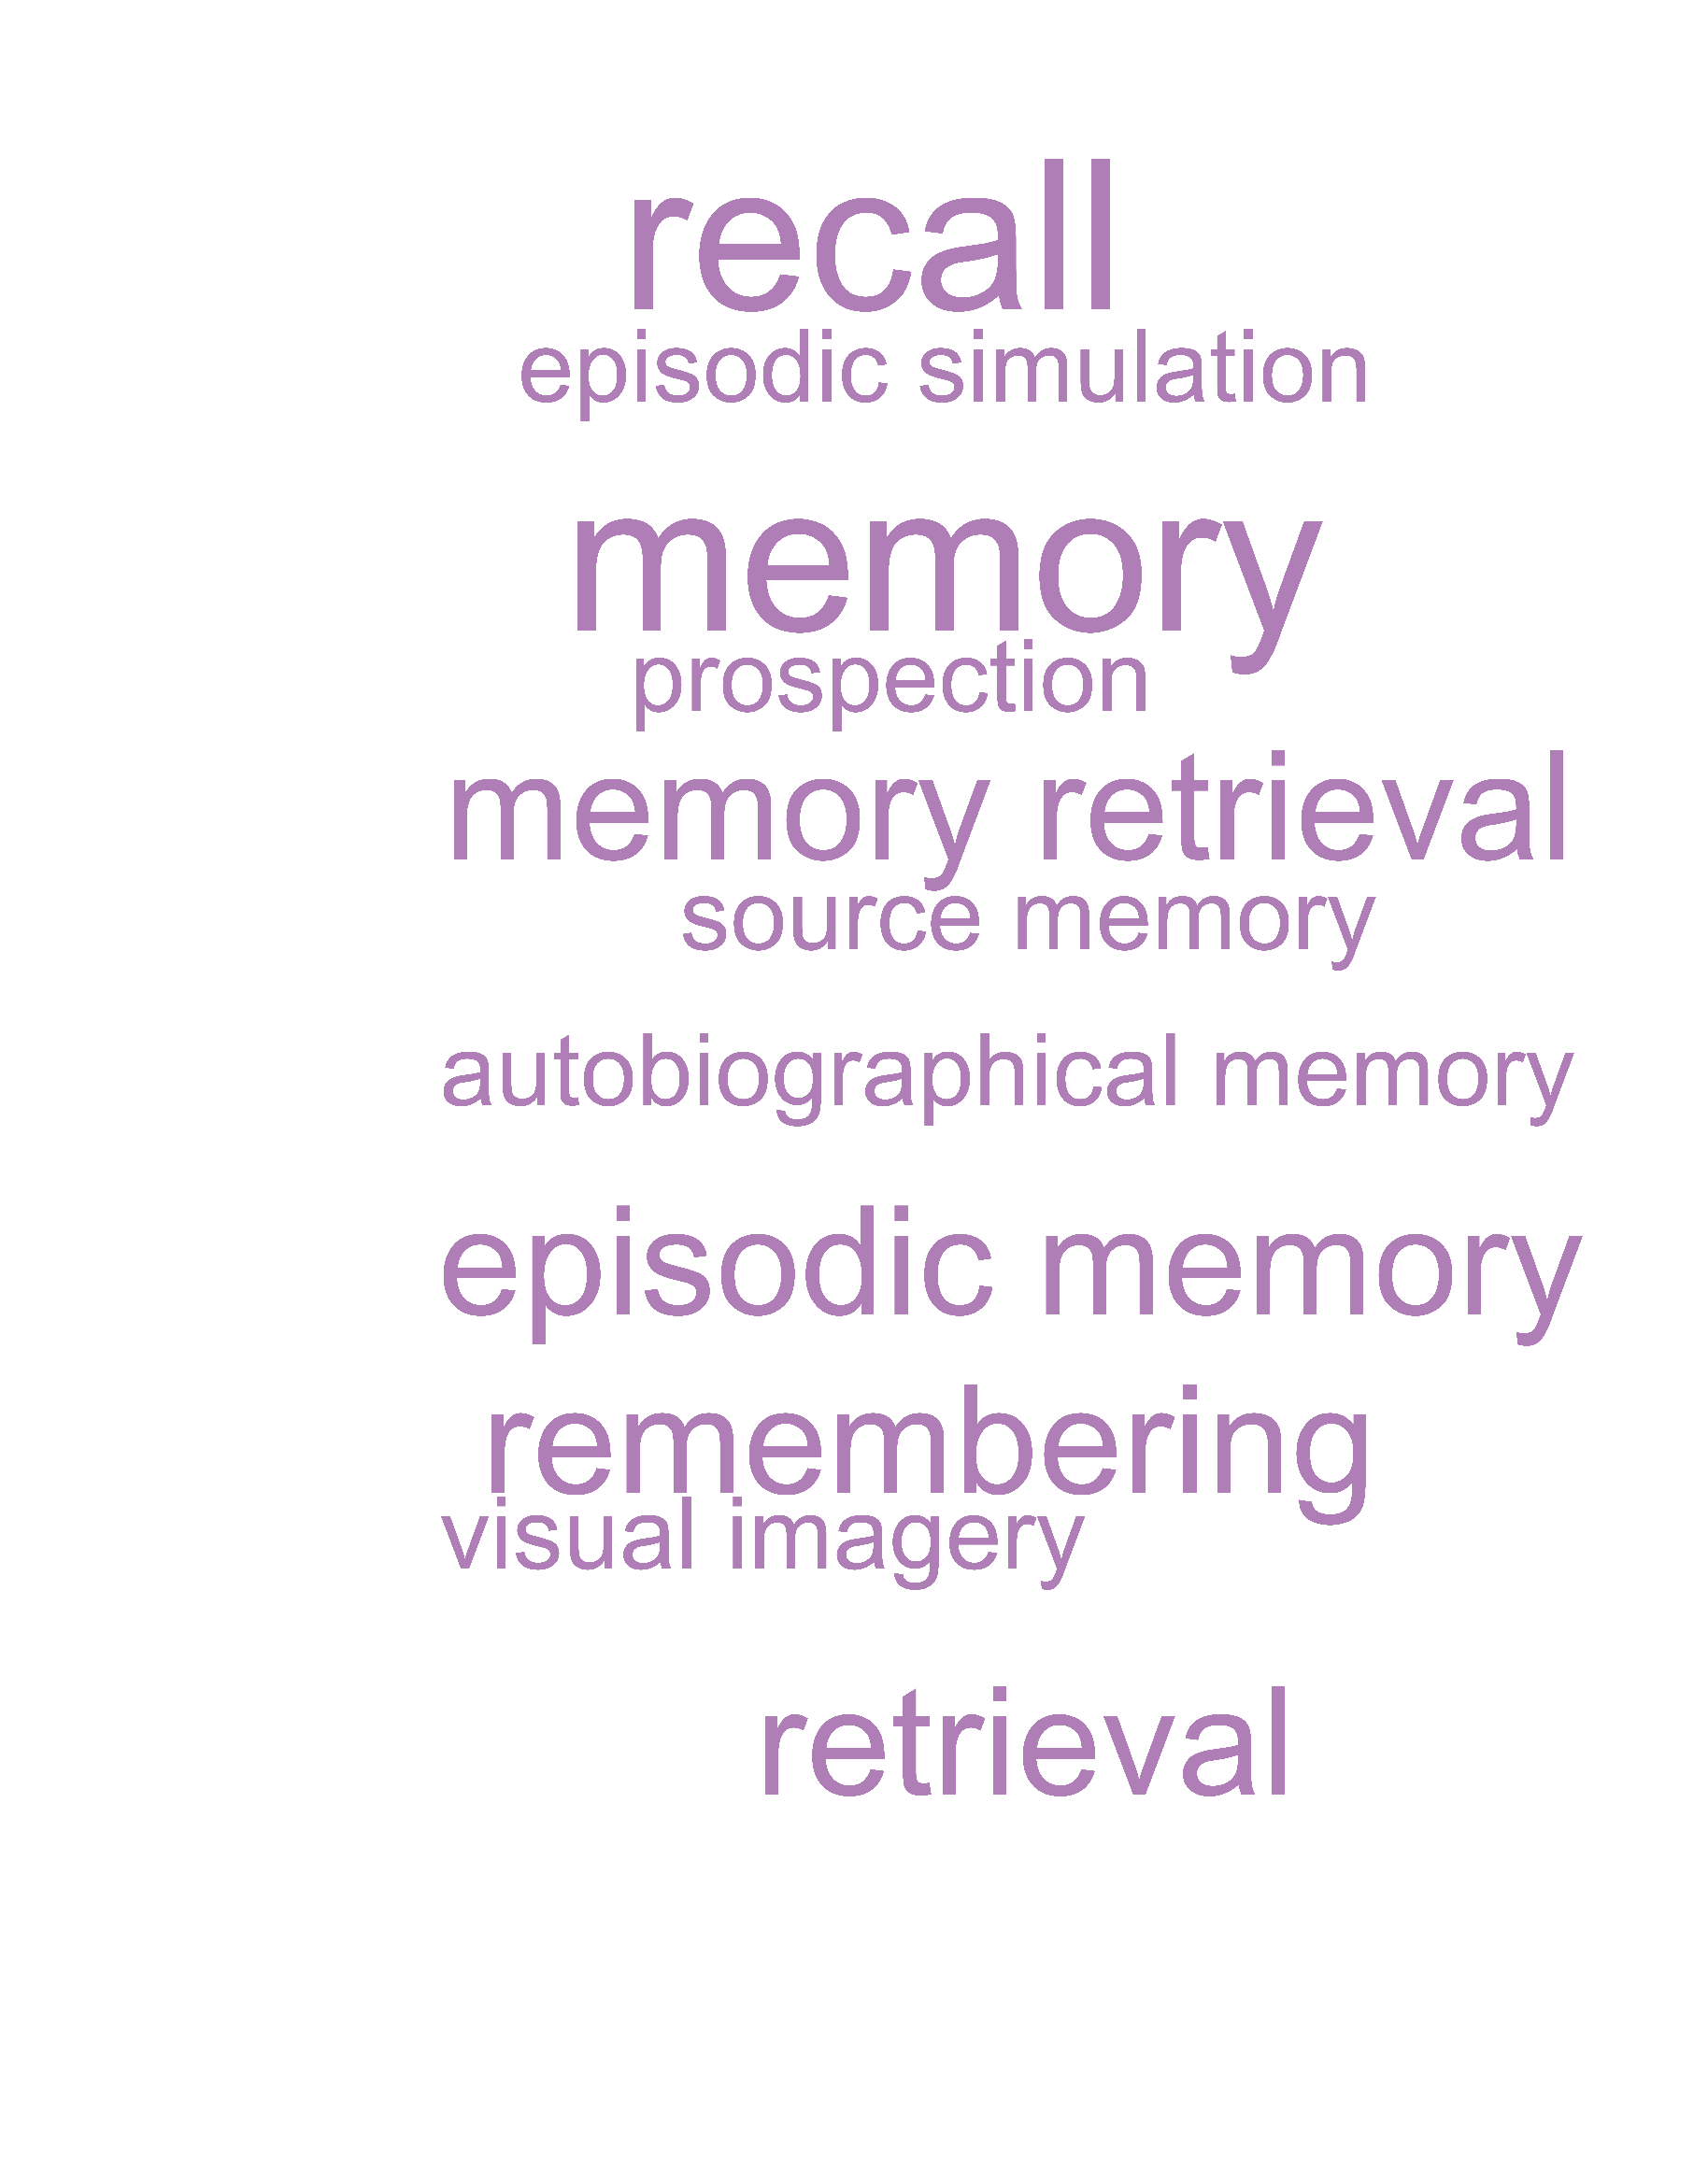 recall
episodic simulation
memory
prospection
memory retrieval
source memory
autobiographical memory
episodic memory
remembering
visual imagery
retrieval